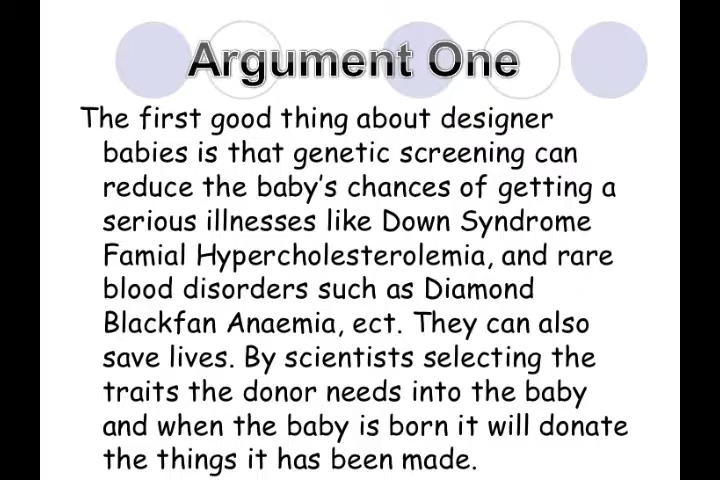 Argument One
The first good thing about designer
babies is that genetic screening can
reduce the baby's chances of getting a
serious illnesses like Down Syndrome
Famial Hypercholesterolemia, and rare
blood disorders such as Diamond
Blackfan Anaemia, ect. They can also
save lives. By scientists selecting the
traits the donor needs into the baby
and when the baby is born it will donate
the things it has been made.